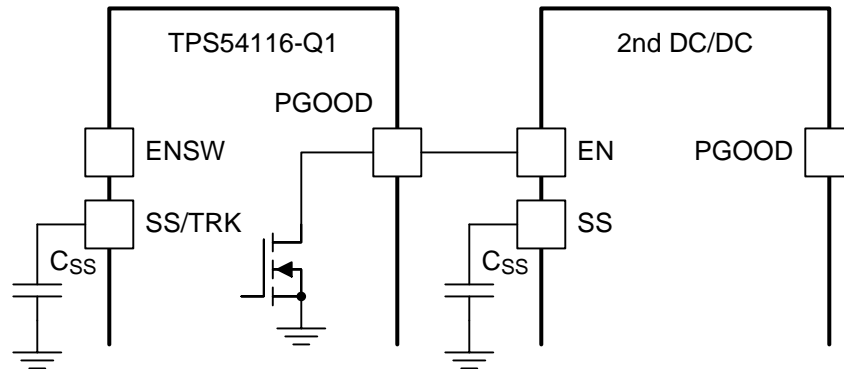 TPS54116-Q1
2nd DC/DC
PGOOD
ENSW
EN
PGOOD
SS/TRK
SS
CSS
CSS